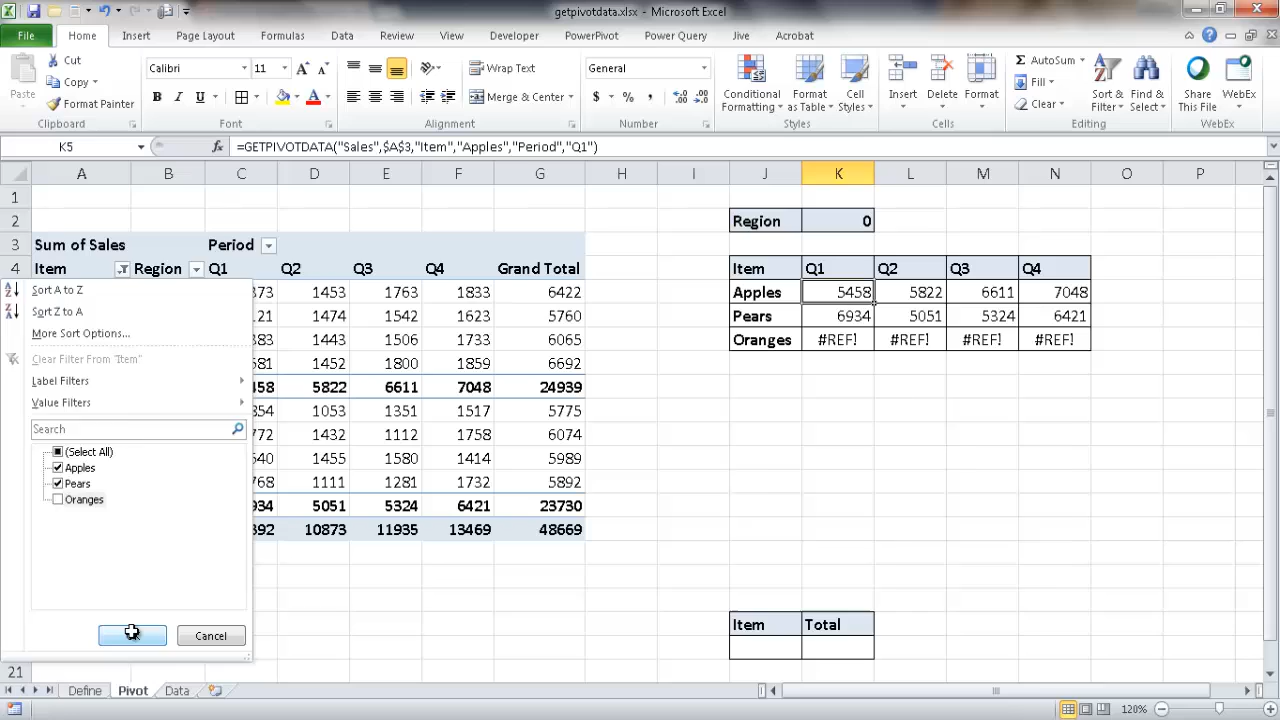 getpivotdata.xlsx - Microsoft Excel
File Home Insert Page Layout Formulas Data Review View Developer PowerPivot Power Query Jive Acrobat
Paste
Cut
Copy
Format Painter
Clipboard
Calibri 11
B I U A
Font
Wrap Text
Merge & Center
Alignment
General
$ % ,
Number
Conditional Formatting
Format as Table
Cell Styles
Styles
Insert Delete Format
Cells
Σ AutoSum
Fill
Clear
Sort & Filter
Find & Select
Editing
Share This File
WebEx
WebEx
K5 fx =GETPIVOTDATA("Sales",$A$3,"Item","Apples","Period","Q1")
A B C D E F G H I J K L M N O P
1
2 Region 0
3 Sum of Sales Period
4 Item Region Q1 Q2 Q3 Q4 Grand Total Item Q1 Q2 Q3 Q4
Sort A to Z 373 1453 1763 1833 6422 Apples 5458 5822 6611 7048
Sort Z to A 121 1474 1542 1623 5760 Pears 6934 5051 5324 6421
More Sort Options... 383 1443 1506 1733 6065 Oranges #REF! #REF! #REF! #REF!
Clear Filter From "Item" 581 1452 1800 1859 6692
Label Filters 458 5822 6611 7048 24939
Value Filters 854 1053 1351 1517 5775
Search 772 1432 1112 1758 6074
(Select All) 540 1455 1580 1414 5989
Apples 768 1111 1281 1732 5892
Pears
Oranges 934 5051 5324 6421 23730
392 10873 11935 13469 48669
Item Total
Cancel
21
Define Pivot Data
120%